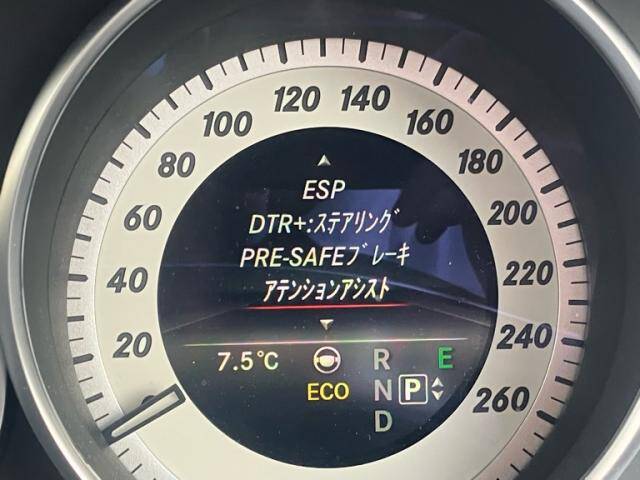 120 140
100 160
80 180
60 200
40 220
20 240
260
ESP
DTR+:ｽﾃｱﾘﾝｸﾞ
PRE-SAFEﾌﾞﾚｰｷ
ｱﾃﾝｼｮﾝｱｼｽﾄ
7.5°C R E
ECO N P
D